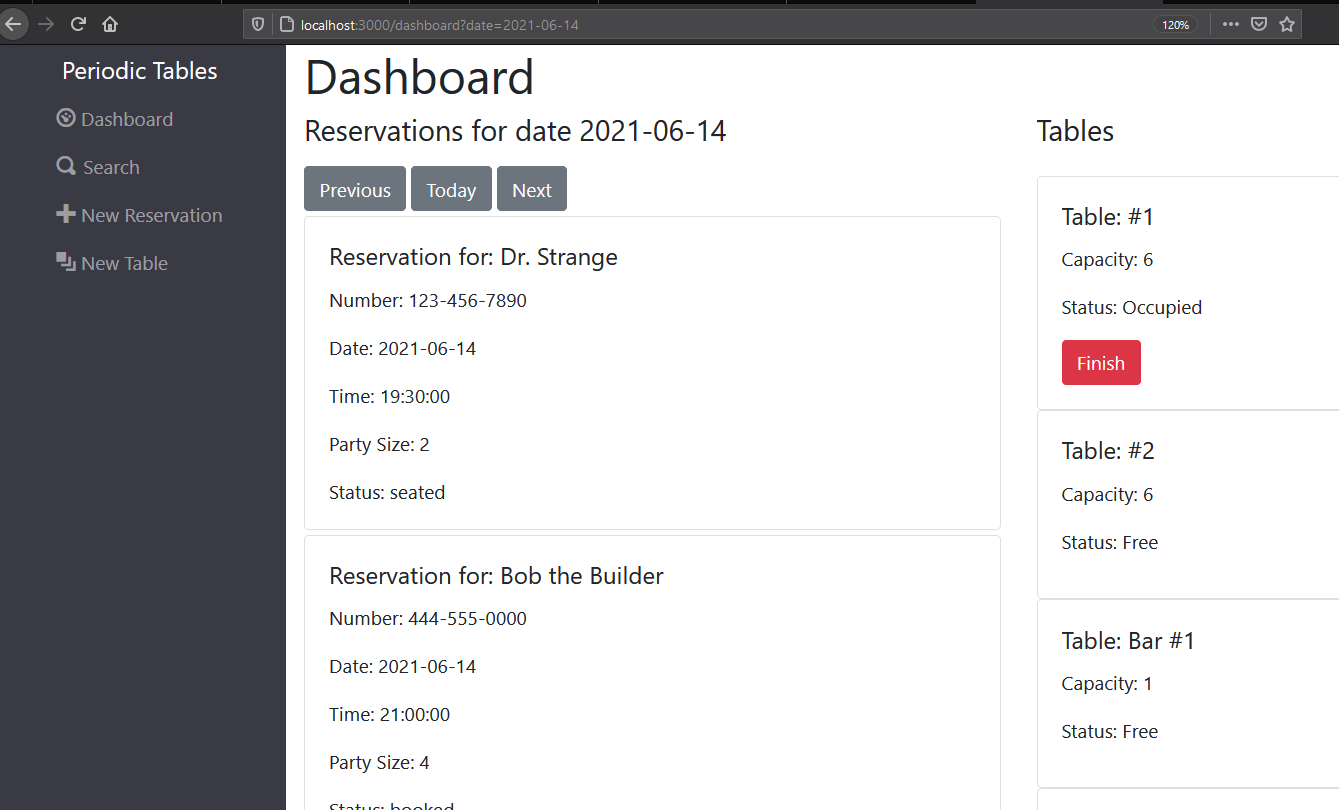 localhost:3000/dashboard?date=2021-06-14
120%
Periodic Tables
Dashboard
Search
New Reservation
New Table
Dashboard
Reservations for date 2021-06-14
Previous
Today
Next
Reservation for: Dr. Strange
Number: 123-456-7890
Date: 2021-06-14
Time: 19:30:00
Party Size: 2
Status: seated
Reservation for: Bob the Builder
Number: 444-555-0000
Date: 2021-06-14
Time: 21:00:00
Party Size: 4
Status: booked
Tables
Table: #1
Capacity: 6
Status: Occupied
Finish
Table: #2
Capacity: 6
Status: Free
Table: Bar #1
Capacity: 1
Status: Free